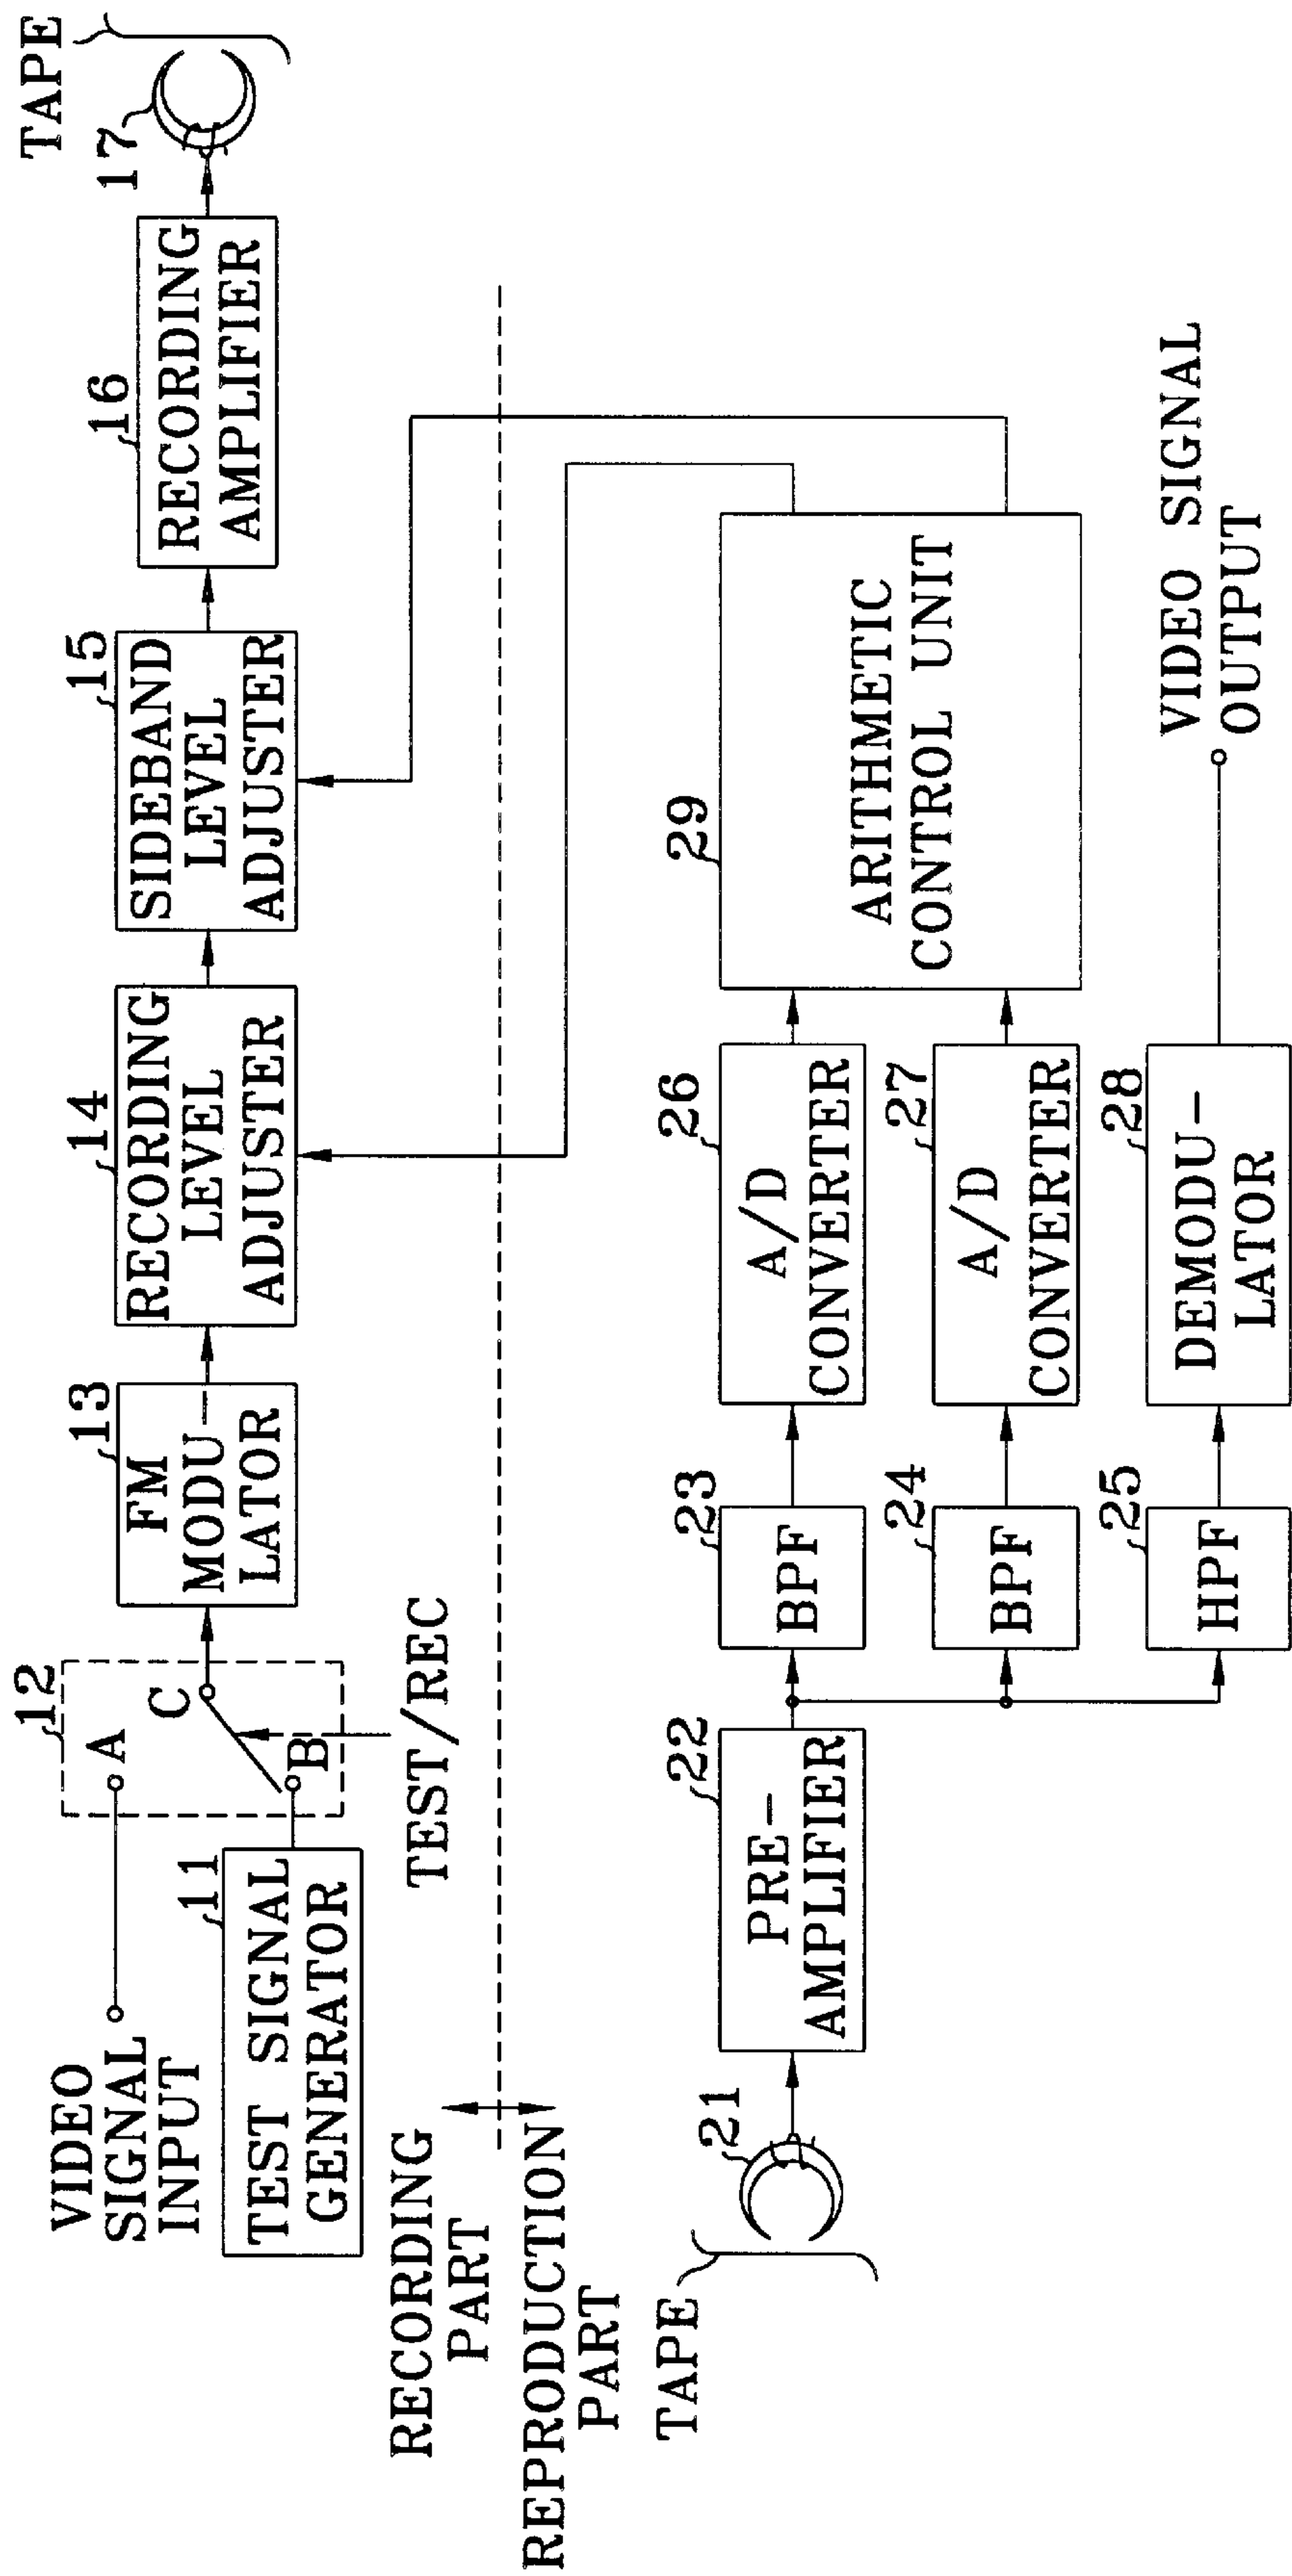 VIDEO
SIGNAL
INPUT
A
12
C
B
11
TEST SIGNAL
GENERATOR
TEST/REC
13
FM
MODU-
LATOR
14
RECORDING
LEVEL
ADJUSTER
15
SIDEBAND
LEVEL
ADJUSTER
16
RECORDING
AMPLIFIER
17
TAPE
RECORDING
PART
REPRODUCTION
PART
TAPE
21
22
PRE-
AMPLIFIER
23
BPF
24
BPF
25
HPF
26
A/D
CONVERTER
27
A/D
CONVERTER
28
DEMODU-
LATOR
29
ARITHMETIC
CONTROL UNIT
VIDEO SIGNAL
OUTPUT